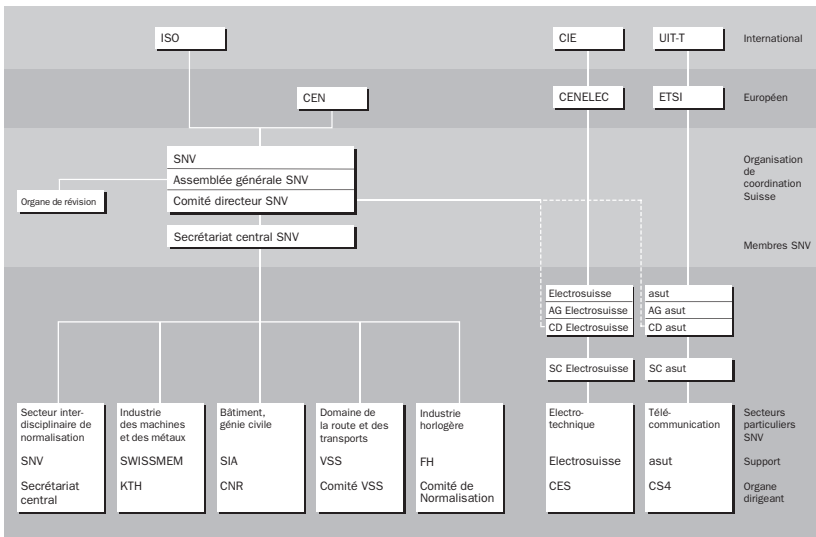 ISO
CIE
UIT-T
International
CEN
CENELEC
ETSI
Européen
SNV
Assemblée générale SNV
Comité directeur SNV
Organe de révision
Secrétariat central SNV
Organisation
de
coordination
Suisse
Membres SNV
Electrosuisse
AG Electrosuisse
CD Electrosuisse
asut
AG asut
CD asut
SC Electrosuisse
SC asut
Secteur inter-
disciplinaire de
normalisation
SNV
Secrétariat
central
Industrie
des machines
et des métaux
SWISSMEM
KTH
Bâtiment,
génie civile
SIA
CNR
Domaine de
la route et des
transports
VSS
Comité VSS
Industrie
horlogère
FH
Comité de
Normalisation
Electro-
technique
Electrosuisse
CES
Télé-
communication
asut
CS4
Secteurs
particuliers
SNV
Support
Organe
dirigeant